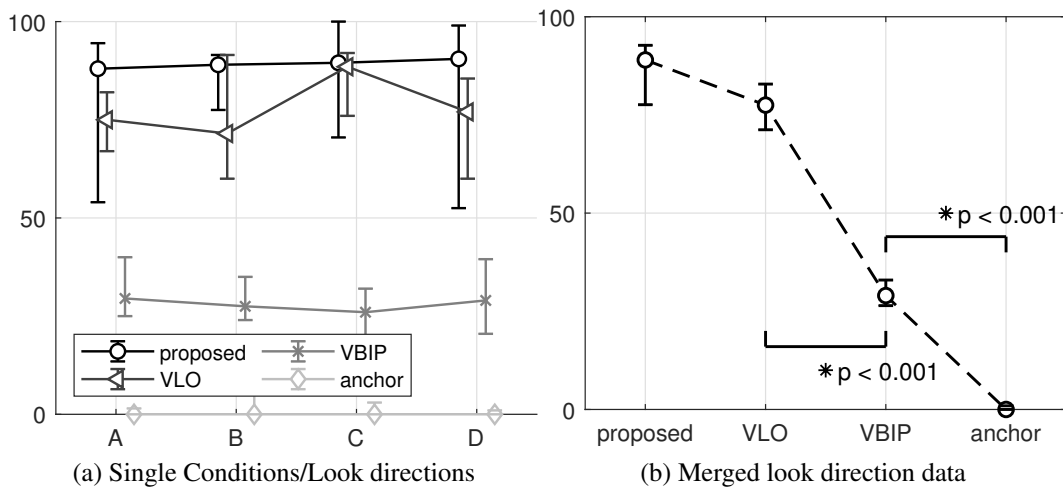 100
50
0
A B C D
proposed
VLO
VBIP
anchor
(a) Single Conditions/Look directions
100
50
0
✱p < 0.001
✱p < 0.001
proposed VLO VBIP anchor
(b) Merged look direction data